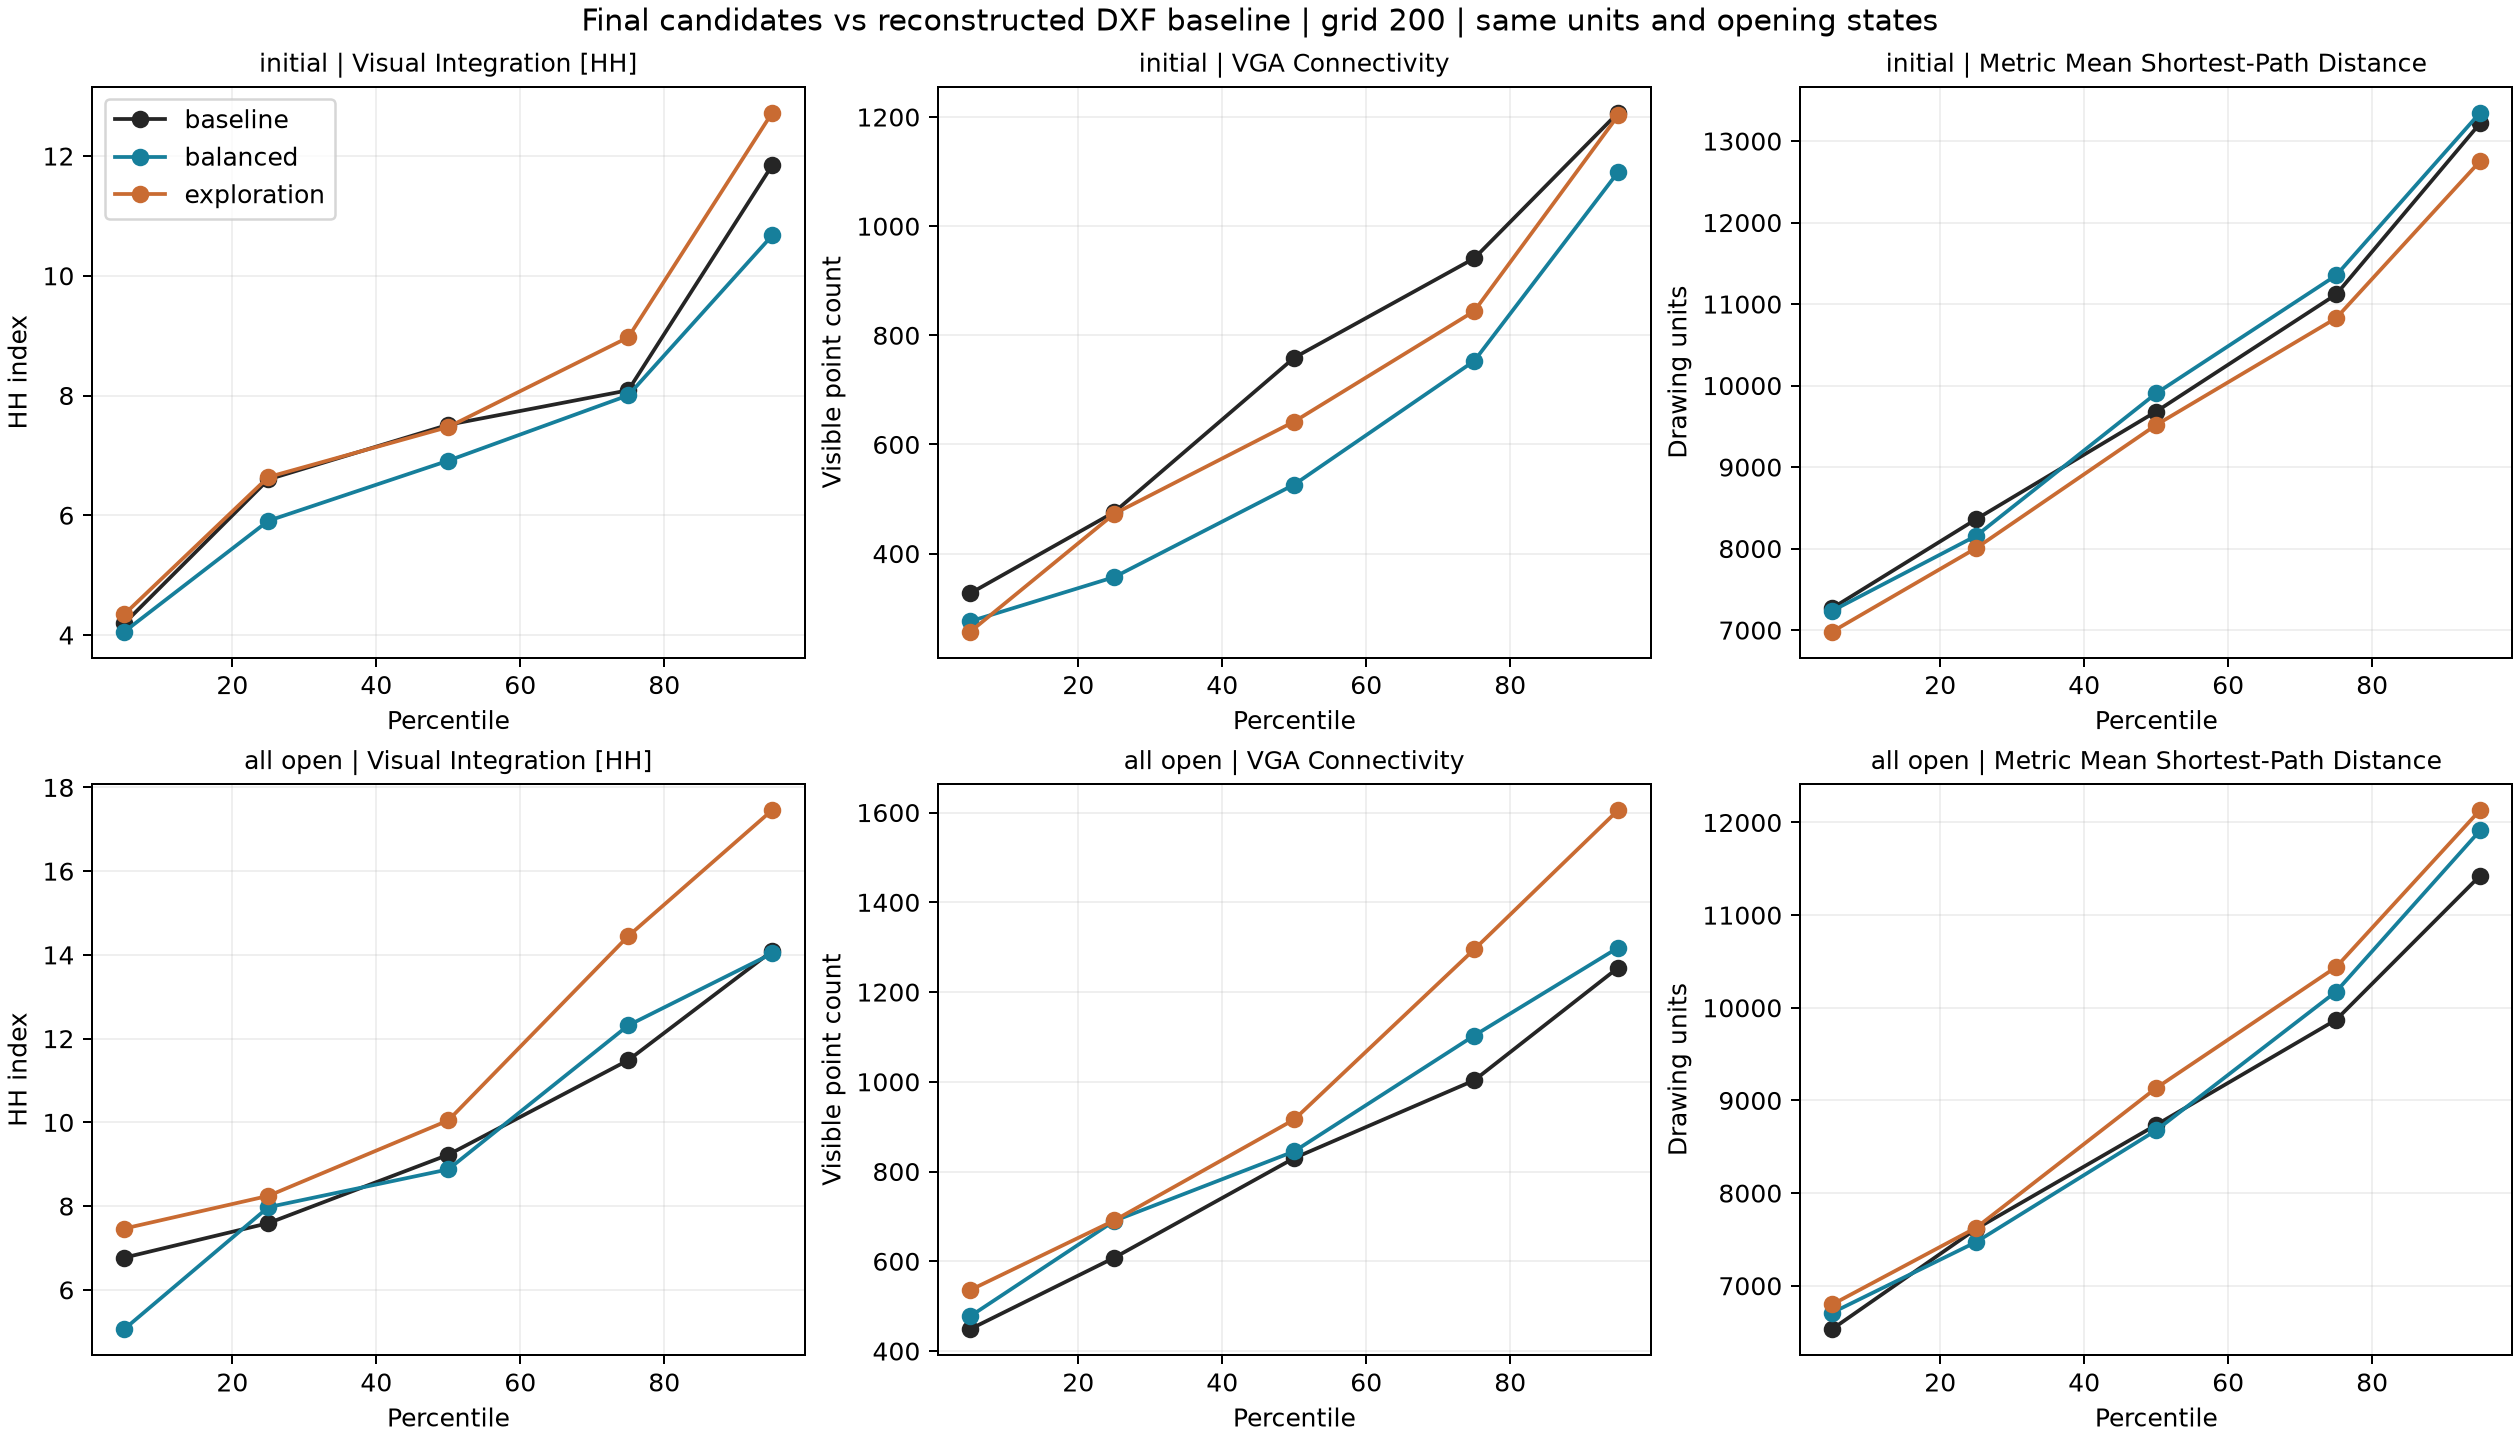 Final candidates vs reconstructed DXF baseline | grid 200 | same units and opening states
initial | Visual Integration [HH]
HH index
12
10
8
6
4
baseline
balanced
exploration
20 40 60 80
Percentile
initial | VGA Connectivity
Visible point count
1200
1000
800
600
400
20 40 60 80
Percentile
initial | Metric Mean Shortest-Path Distance
Drawing units
13000
12000
11000
10000
9000
8000
7000
20 40 60 80
Percentile
all open | Visual Integration [HH]
HH index
18
16
14
12
10
8
6
20 40 60 80
Percentile
all open | VGA Connectivity
Visible point count
1600
1400
1200
1000
800
600
400
20 40 60 80
Percentile
all open | Metric Mean Shortest-Path Distance
Drawing units
12000
11000
10000
9000
8000
7000
20 40 60 80
Percentile